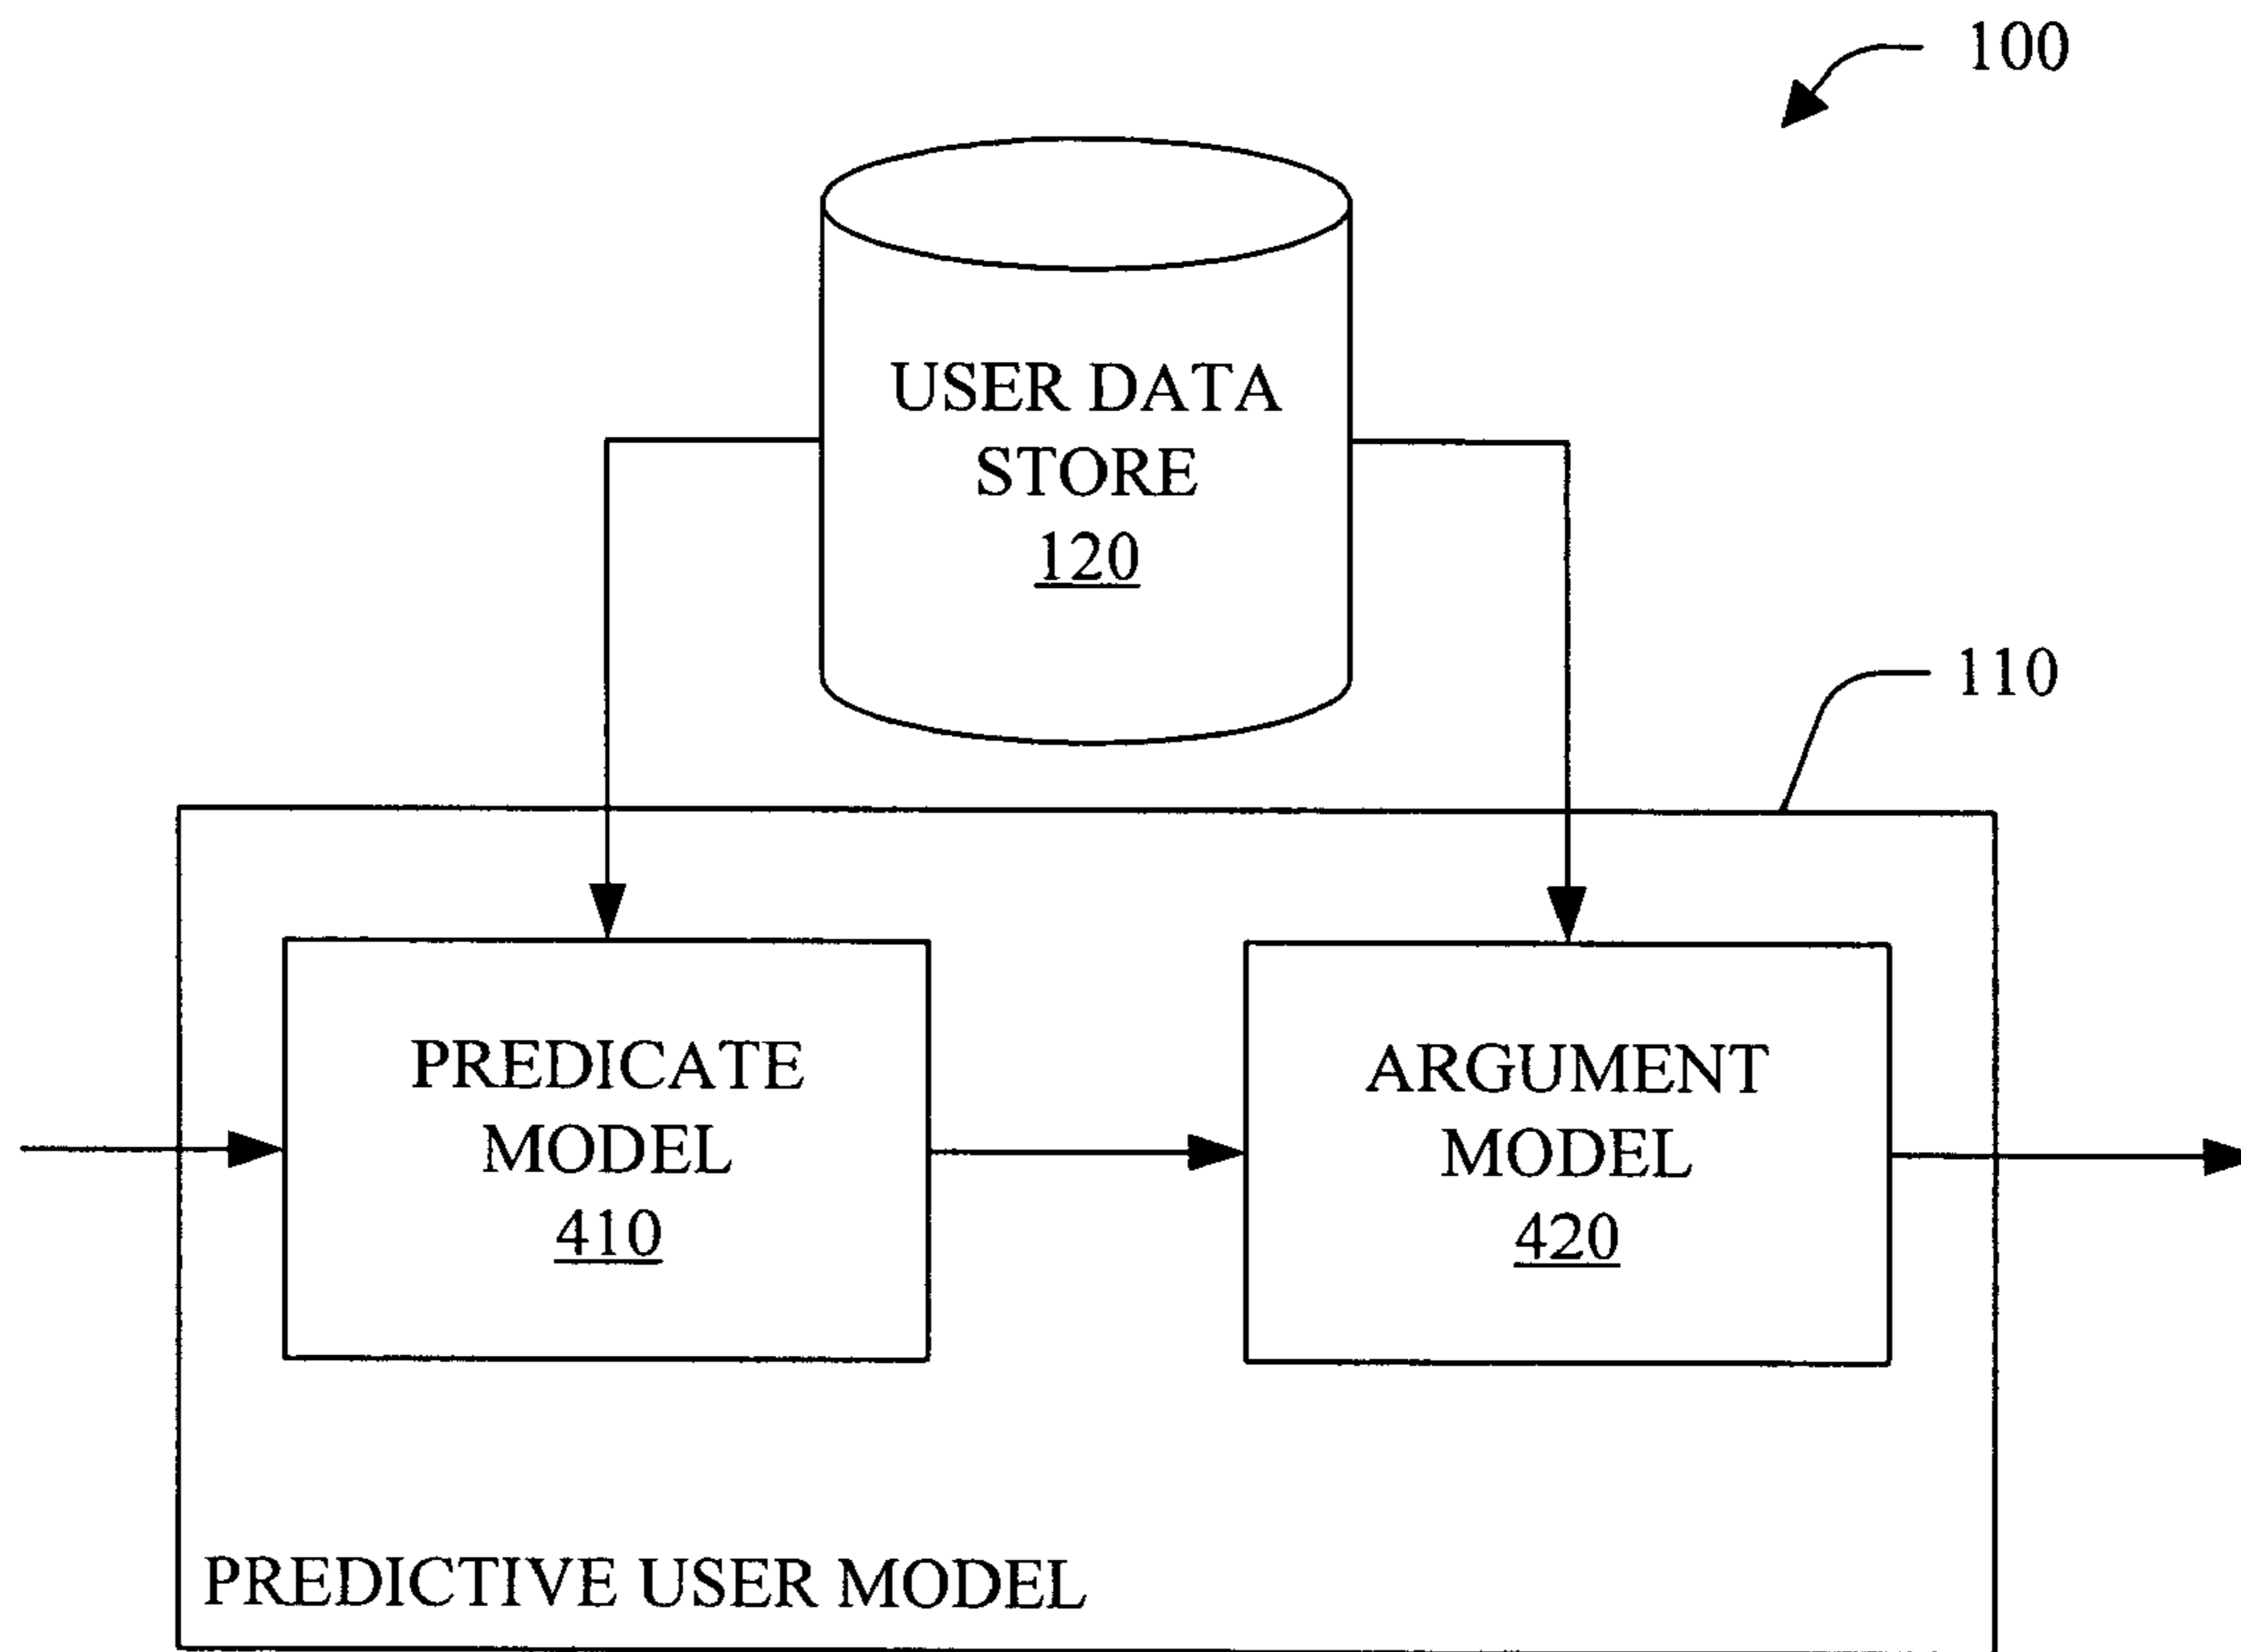 100
USER DATA
STORE
120
110
PREDICATE
MODEL
410
ARGUMENT
MODEL
420
PREDICTIVE USER MODEL